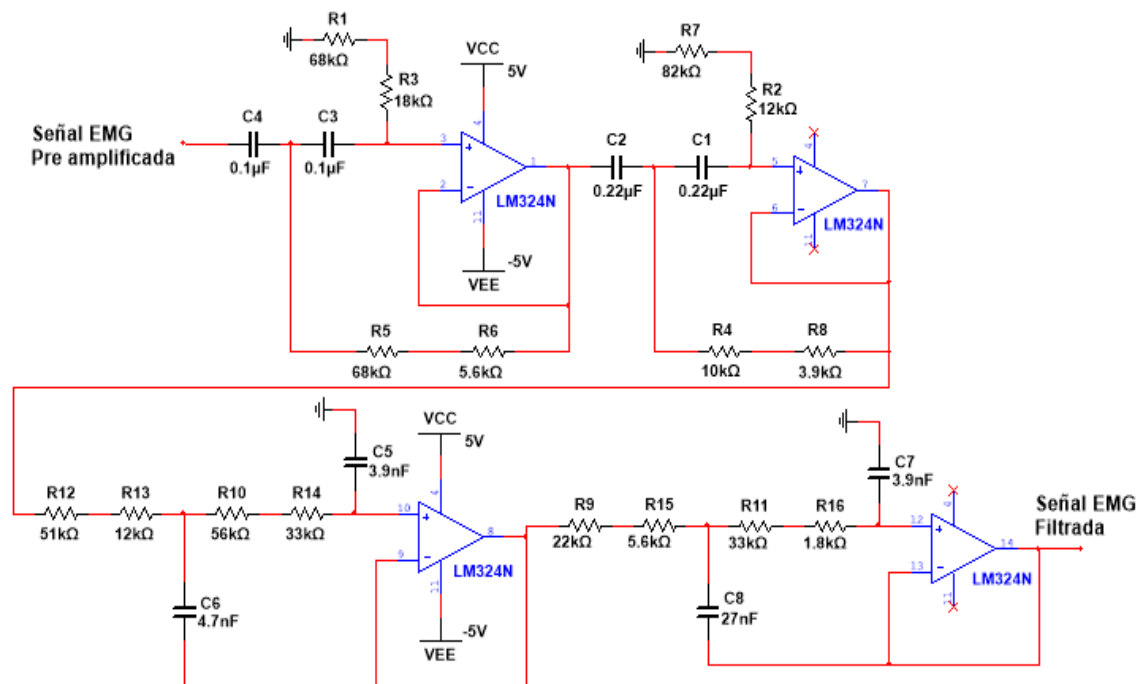 R1
68kΩ
R3
18kΩ
VCC
5V
R7
82kΩ
R2
12kΩ
Señal EMG
Pre amplificada
C4
0.1µF
C3
0.1µF
3
2
4
11
1
LM324N
-5V
VEE
C2
0.22µF
C1
0.22µF
5
6
4
11
7
LM324N
R5
68kΩ
R6
5.6kΩ
R4
10kΩ
R8
3.9kΩ
R12
51kΩ
R13
12kΩ
R10
56kΩ
R14
33kΩ
C5
3.9nF
VCC
5V
10
9
4
11
8
LM324N
-5V
VEE
C6
4.7nF
R9
22kΩ
R15
5.6kΩ
R11
33kΩ
R16
1.8kΩ
C7
3.9nF
C8
27nF
12
13
4
11
14
LM324N
Señal EMG
Filtrada